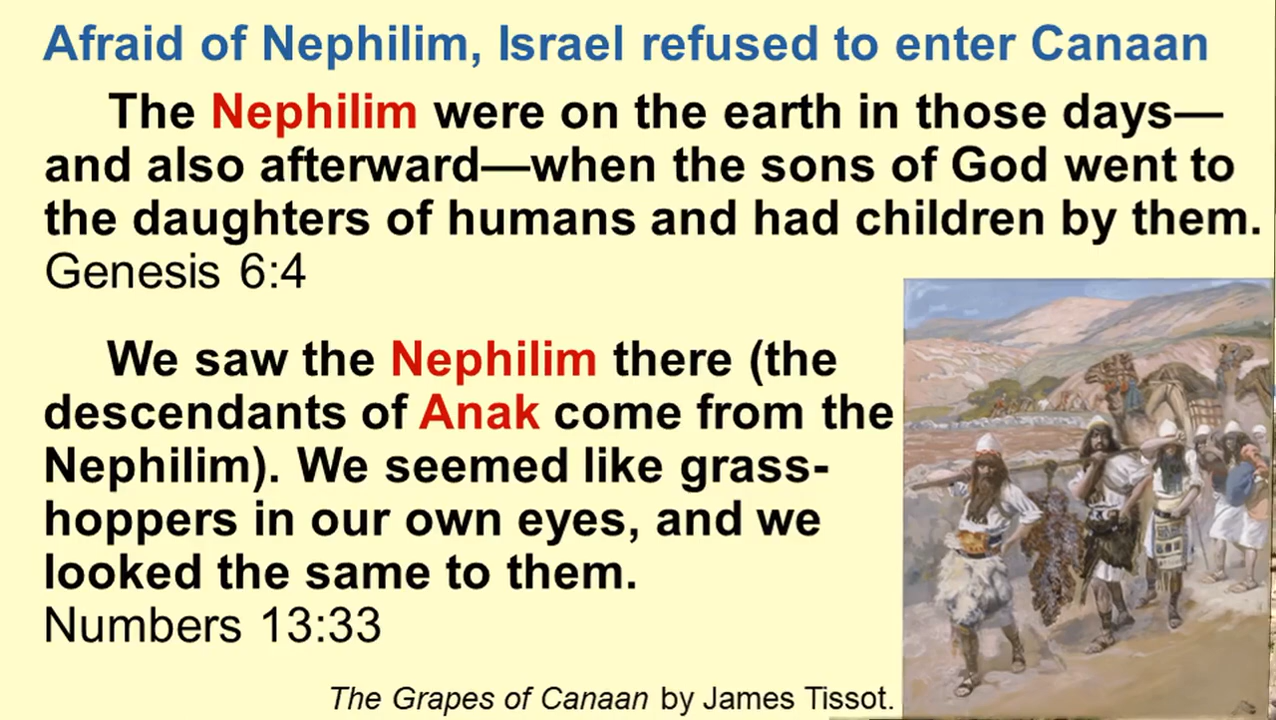 Afraid of Nephilim, Israel refused to enter Canaan
The Nephilim were on the earth in those days—
and also afterward—when the sons of God went to
the daughters of humans and had children by them.
Genesis 6:4
We saw the Nephilim there (the
descendants of Anak come from the
Nephilim). We seemed like grass-
hoppers in our own eyes, and we
looked the same to them.
Numbers 13:33
The Grapes of Canaan by James Tissot.